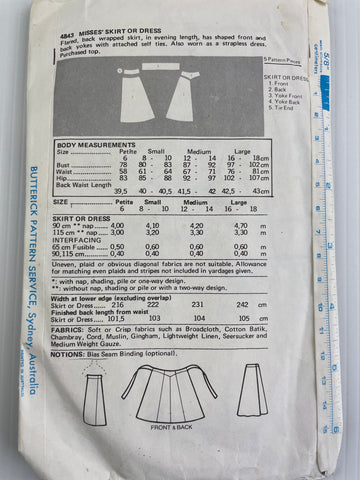 4843 MISSES' SKIRT OR DRESS
Flared, back wrapped skirt, in evening length, has shaped front and
back yokes with attached self ties. Also worn as a strapless dress.
Purchased top.
5 Pattern Pieces
SKIRT OR DRESS
1. Front
2. Back
3. Yoke Front
4. Yoke Back
5. Tie End
BODY MEASUREMENTS
Size Petite Small Medium Large
6 8 - 10 12 - 14 16 - 18cm
Bust 78 80 - 83 87 - 92 97 - 102cm
Waist 58 61 - 64 67 - 71 76 - 81cm
Hip 83 85 - 88 92 - 97 102 - 107cm
Back Waist Length
39,5 40 - 40,5 41,5 - 42 42,5 - 43cm
Size Petite Small Medium Large
SKIRT OR DRESS 6 8 - 10 12 - 14 16 - 18
90 cm ** nap 4,00 4,10 4,20 4,70 m
115 cm ** nap 3,00 3,30 3,30 3,30 m
INTERFACING
65 cm Fusible 0,50 0,60 0,60 0,60 m
90,115 cm 0,40 0,40 0,40 0,40 m
Uneven, plaid or obvious diagonal fabrics are not suitable. Allowance
for matching even plaids and stripes not included in yardages given.
*: with nap, shading, pile or one-way design.
**: without nap, shading or pile or with a two-way design.
Width at lower edge (excluding overlap)
Skirt or Dress 216 222 231 242 cm
Finished back length from waist
Skirt or Dress 101,5 103 104 105 cm
FABRICS: Soft or Crisp fabrics such as Broadcloth, Cotton Batik,
Chambray, Cord, Muslin, Gingham, Lightweight Linen, Seersucker and
Medium Weight Gauze.
NOTIONS: Bias Seam Binding (optional).
FRONT & BACK
BUTTERICK PATTERN SERVICE, Sydney, Australia
5/8"